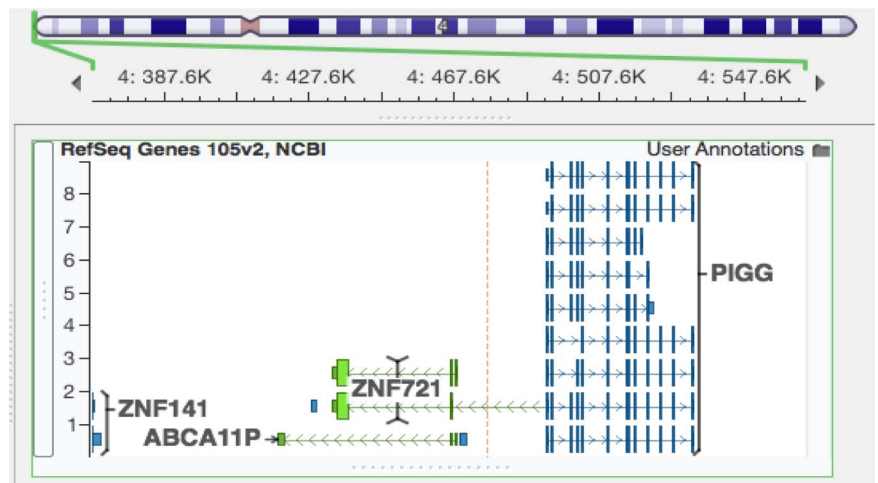 4
4: 387.6K 4: 427.6K 4: 467.6K 4: 507.6K 4: 547.6K
RefSeq Genes 105v2, NCBI User Annotations
8
7
6
5
PIGG
4
3
ZNF721
2
ZNF141
1
ABCA11P